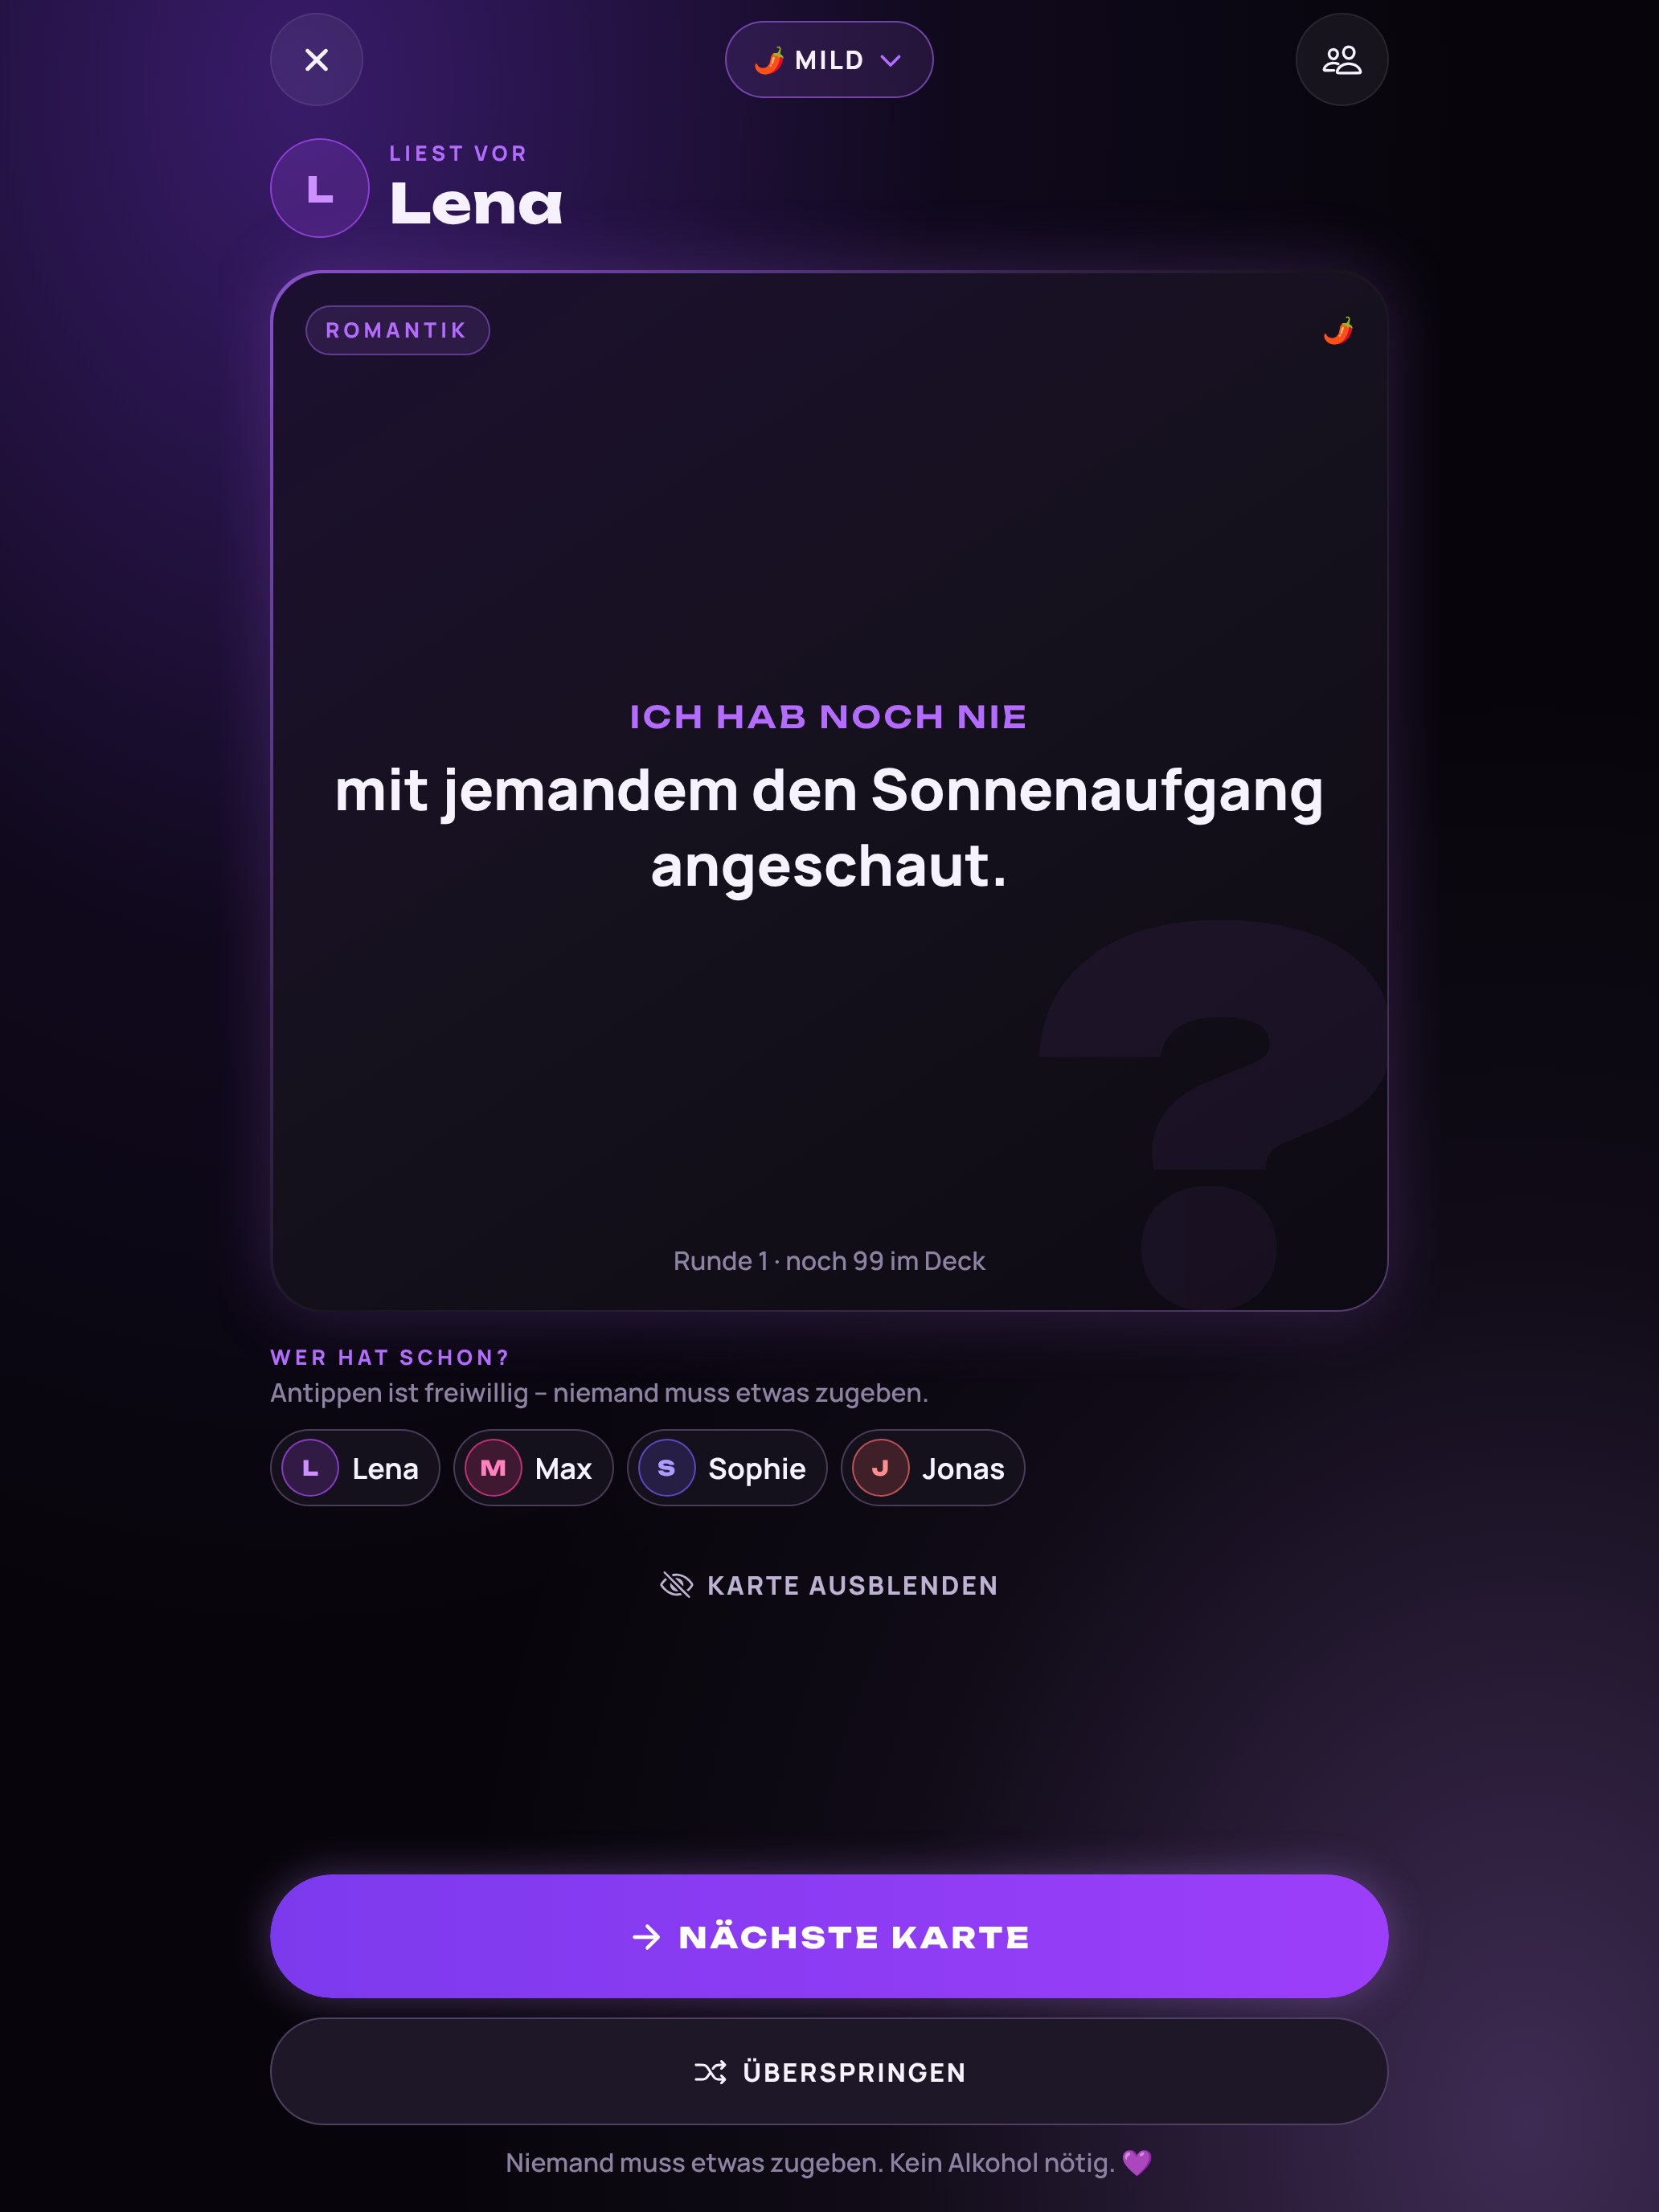 🌶️ MILD
LIEST VOR
L
Lena
ROMANTIK
🌶️
ICH HAB NOCH NIE
mit jemandem den Sonnenaufgang
angeschaut.
?
Runde 1 · noch 99 im Deck
WER HAT SCHON?
Antippen ist freiwillig – niemand muss etwas zugeben.
L Lena M Max S Sophie J Jonas
KARTE AUSBLENDEN
→ NÄCHSTE KARTE
ÜBERSPRINGEN
Niemand muss etwas zugeben. Kein Alkohol nötig. 💜